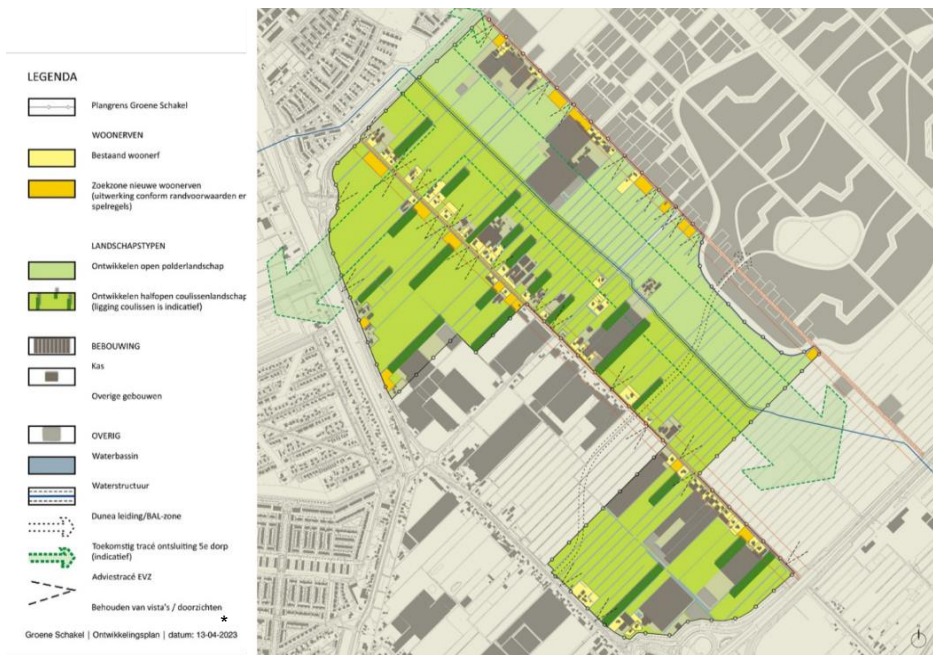 LEGENDA
Plangrens Groene Schakel
WOONERVEN
Bestaand woonerf
Zoekzone nieuwe woonerven
(uitwerking conform randvoorwaarden er
spelregels)
LANDSCHAPSTYPEN
Ontwikkelen open polderlandschap
Ontwikkelen halfopen coulissenlandschap
(ligging coulissen is indicatief)
BEBOUWING
Kas
Overige gebouwen
OVERIG
Waterbassin
Waterstructuur
Dunea leiding/BAL-zone
Toekomstig tracé ontsluiting 5e dorp
(indicatief)
Adviestracé EVZ
Behouden van vista's / doorzichten
*
Groene Schakel | Ontwikkelingsplan | datum: 13-04-2023